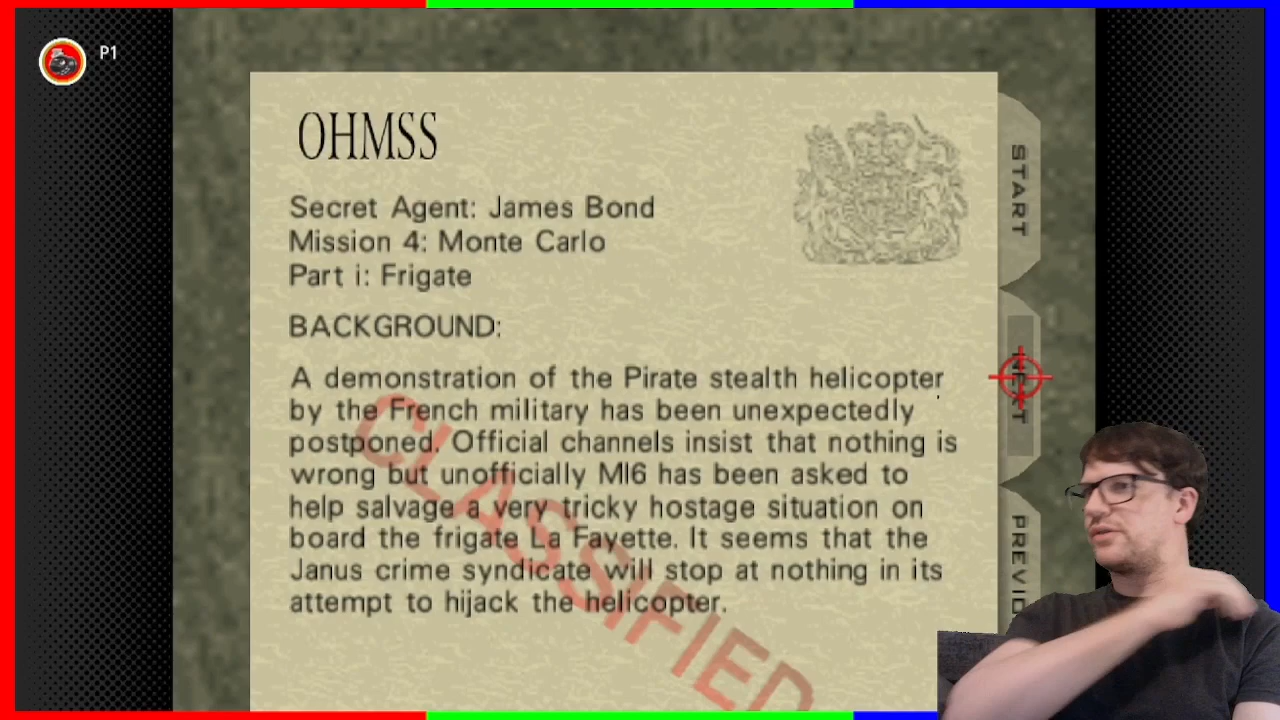 P1
OHMSS
Secret Agent: James Bond
Mission 4: Monte Carlo
Part i: Frigate
BACKGROUND:
A demonstration of the Pirate stealth helicopter
by the French military has been unexpectedly
postponed. Official channels insist that nothing is
wrong but unofficially MI6 has been asked to
help salvage a very tricky hostage situation on
board the frigate La Fayette. It seems that the
Janus crime syndicate will stop at nothing in its
attempt to hijack the helicopter.
CLASSIFIED
START
NEXT
PREVIO